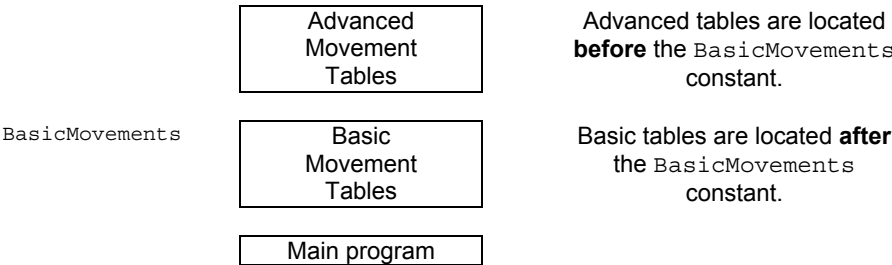 Advanced
Movement
Tables
Advanced tables are located
before the BasicMovements
constant.
BasicMovements
Basic
Movement
Tables
Basic tables are located after
the BasicMovements
constant.
Main program